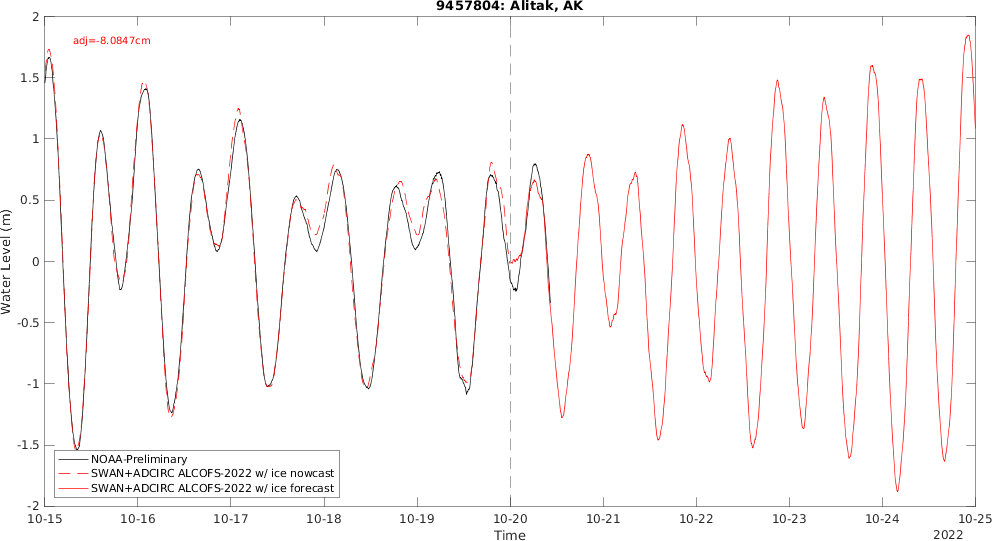 9457804: Alitak, AK
adj=-8.0847cm
2
1.5
1
0.5
0
-0.5
-1
-1.5
-2
Water Level (m)
NOAA-Preliminary
SWAN+ADCIRC ALCOFS-2022 w/ ice nowcast
SWAN+ADCIRC ALCOFS-2022 w/ ice forecast
10-15 10-16 10-17 10-18 10-19 10-20 10-21 10-22 10-23 10-24 10-25
Time
2022